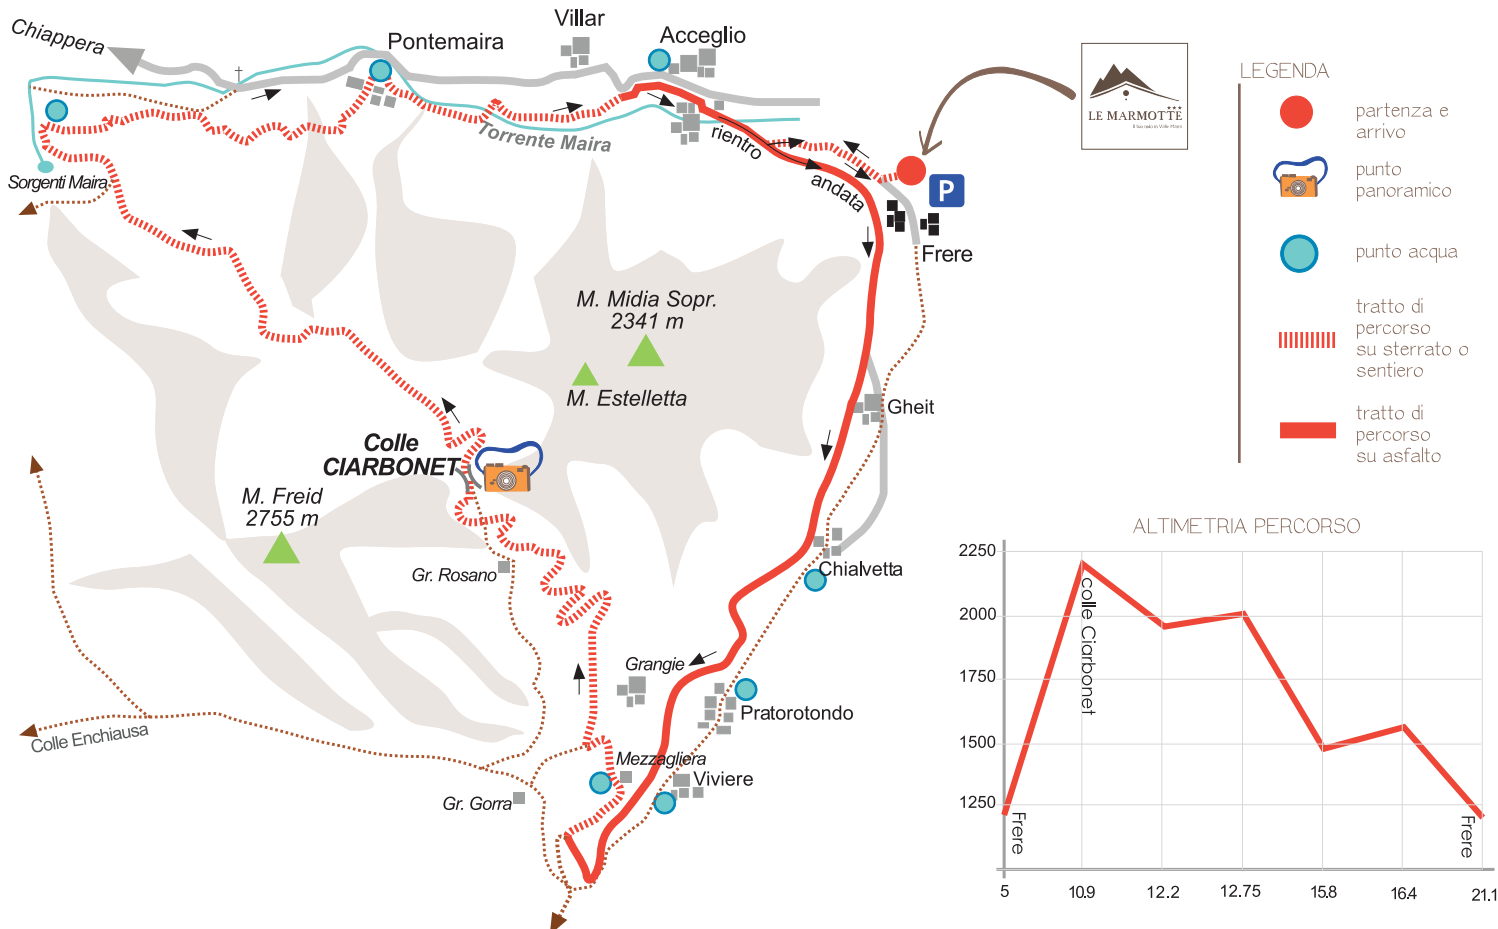 Chiappera
Pontemaira
Villar
Acceglio
Torrente Maira
rientro
andata
P
Frere
Sorgenti Maira
M. Midia Sopr.
2341 m
M. Estelletta
Gheit
Colle
CIARBONET
M. Freid
2755 m
Gr. Rosano
Chialvetta
Grangie
Pratorotondo
Colle Enchiausa
Mezzagliera
Viviere
Gr. Gorra
LE MARMOTTE
LEGENDA
partenza e
arrivo
punto
panoramico
punto acqua
tratto di
percorso
su sterrato o
sentiero
tratto di
percorso
su asfalto
ALTIMETRIA PERCORSO
2250
2000
1750
1500
1250
Frere
colle Ciarbonet
Frere
5
10.9
12.2
12.75
15.8
16.4
21.1